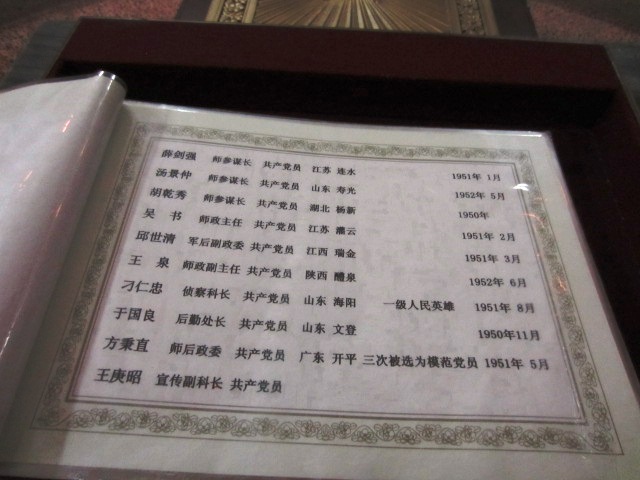 薛剑强 师参谋长 共产党员 江苏 涟水 1951年 1月
汤景仲 师参谋长 共产党员 山东 寿光 1952年 5月
胡乾秀 师参谋长 共产党员 湖北 杨新 1950年
吴 书 师政主任 共产党员 江苏 灌云 1951年 2月
邱世清 军后副政委 共产党员 江西 瑞金 1951年 3月
王 泉 师政副主任 共产党员 陕西 醴泉 1952年 6月
刁仁忠 侦察科长 共产党员 山东 海阳 一级人民英雄 1951年 8月
于国良 后勤处长 共产党员 山东 文登 1950年11月
方秉直 师后政委 共产党员 广东 开平 三次被选为模范党员 1951年 5月
王庚昭 宣传副科长 共产党员